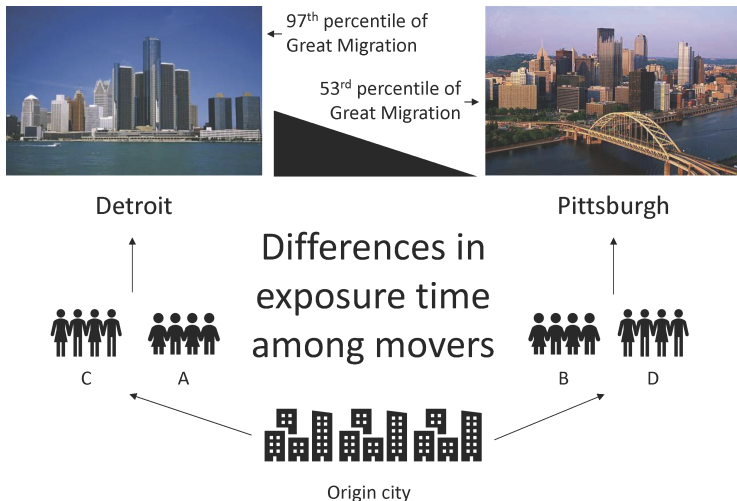 97th percentile of
Great Migration
53rd percentile of
Great Migration
Detroit
Pittsburgh
Differences in
exposure time
among movers
C
A
B
D
Origin city